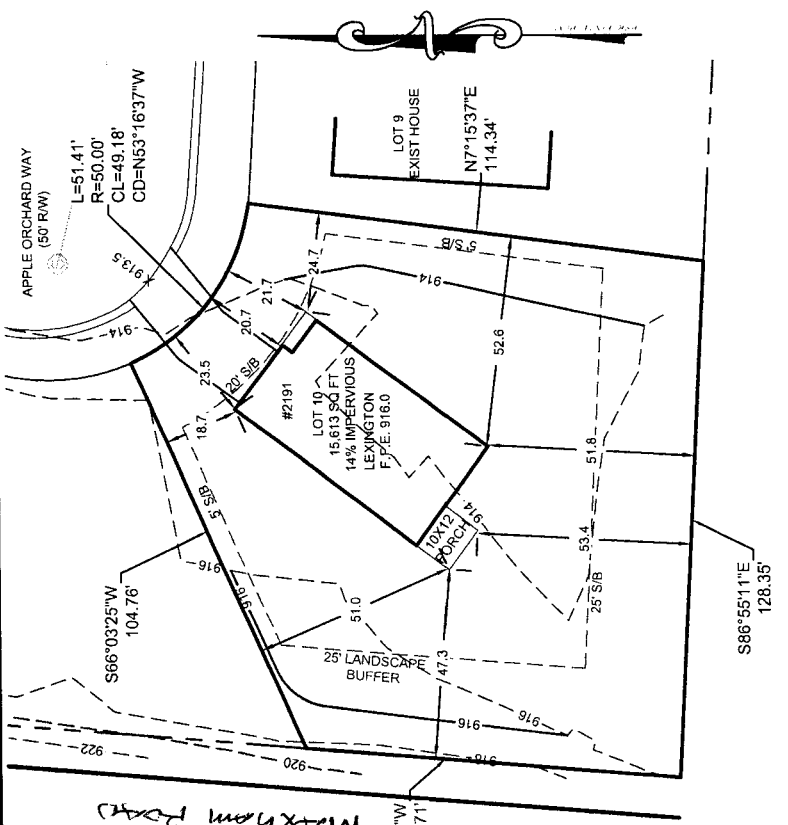 APPLE ORCHARD WAY
(50' R/W)
L=51.41'
R=50.00'
CL=49.18'
CD=N53°16'37"W
913.5
914
LOT 9
EXIST HOUSE
N7°15'37"E
114.34'
5' S/B
24.7
21.7
20.7
23.5
20' S/B
18.7
914
#2191
LOT 10
15,613 SQ FT
14% IMPERVIOUS
LEXINGTON
F.P.E. 916.0
52.6
5' S/B
S66°03'25"W
104.76'
916
916
914
10X12
PORCH
51.8
53.4
51.0
25' S/B
25' LANDSCAPE
BUFFER
47.3
S86°55'11"E
128.35'
916
916
916
922
920
"W
71'